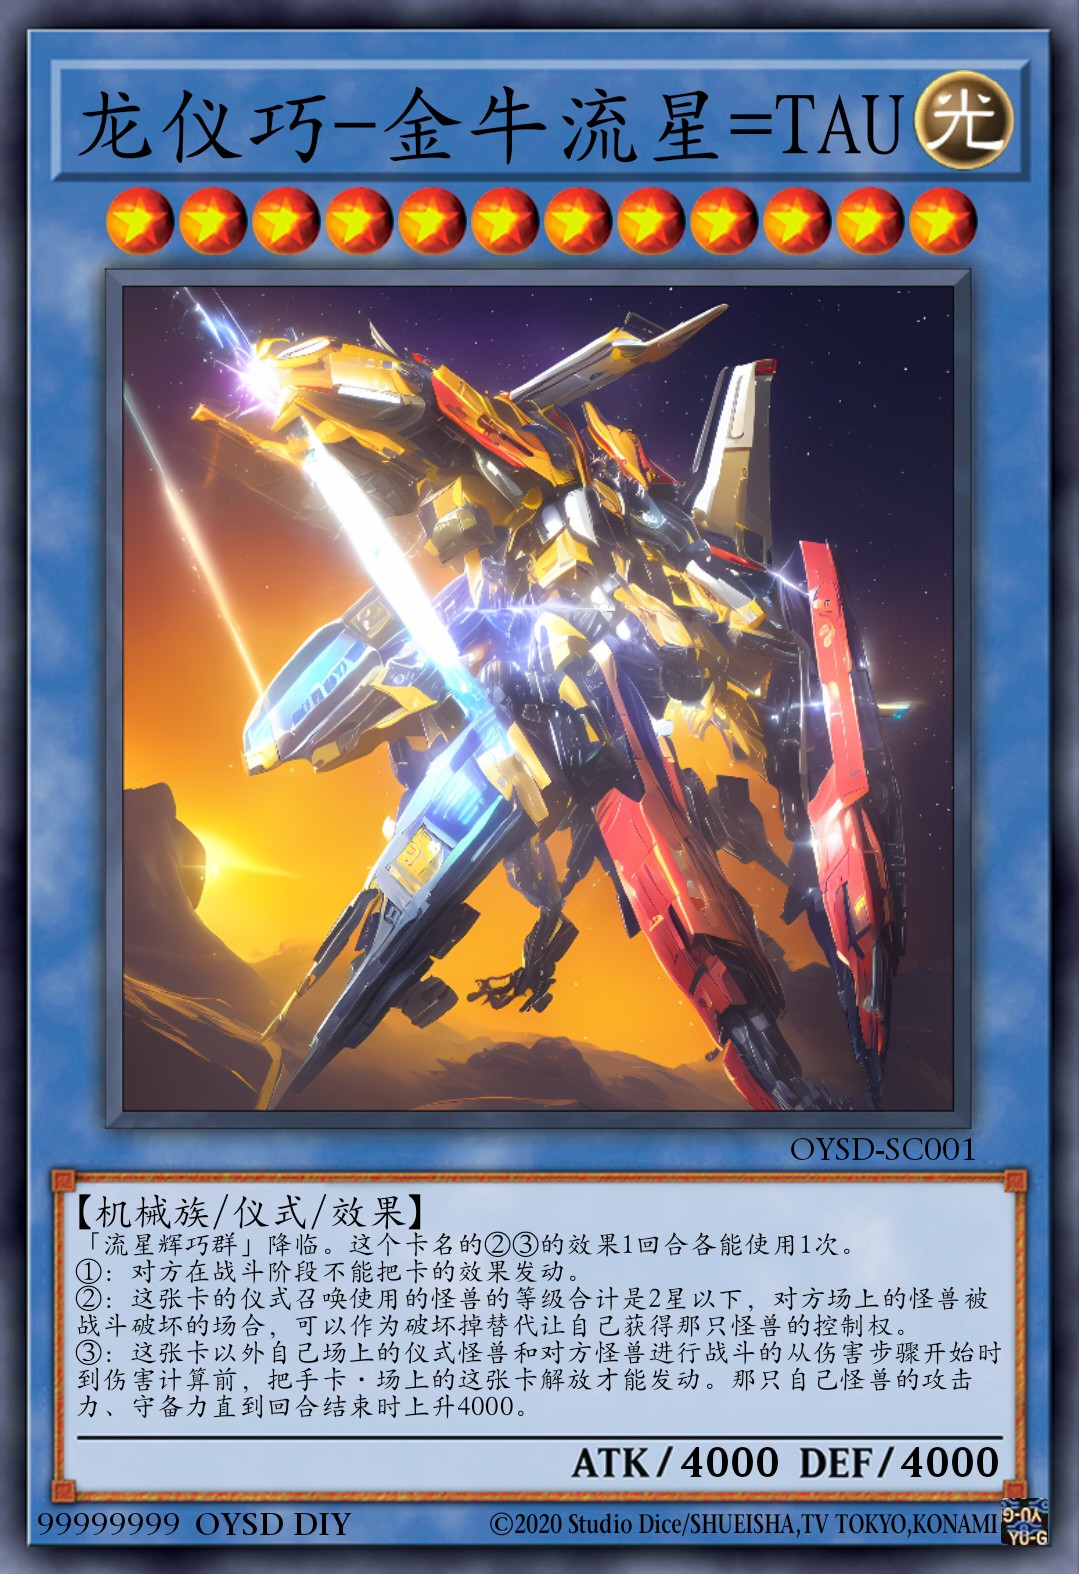 龙仪巧-金牛流星=TAU
光
OYSD-SC001
【机械族/仪式/效果】
「流星辉巧群」降临。这个卡名的②③的效果1回合各能使用1次。
①：对方在战斗阶段不能把卡的效果发动。
②：这张卡的仪式召唤使用的怪兽的等级合计是2星以下，对方场上的怪兽被
战斗破坏的场合，可以作为破坏掉替代让自己获得那只怪兽的控制权。
③：这张卡以外自己场上的仪式怪兽和对方怪兽进行战斗的从伤害步骤开始时
到伤害计算前，把手卡·场上的这张卡解放才能发动。那只自己怪兽的攻击
力、守备力直到回合结束时上升4000。
ATK/4000 DEF/4000
99999999 OYSD DIY ©2020 Studio Dice/SHUEISHA,TV TOKYO,KONAMI